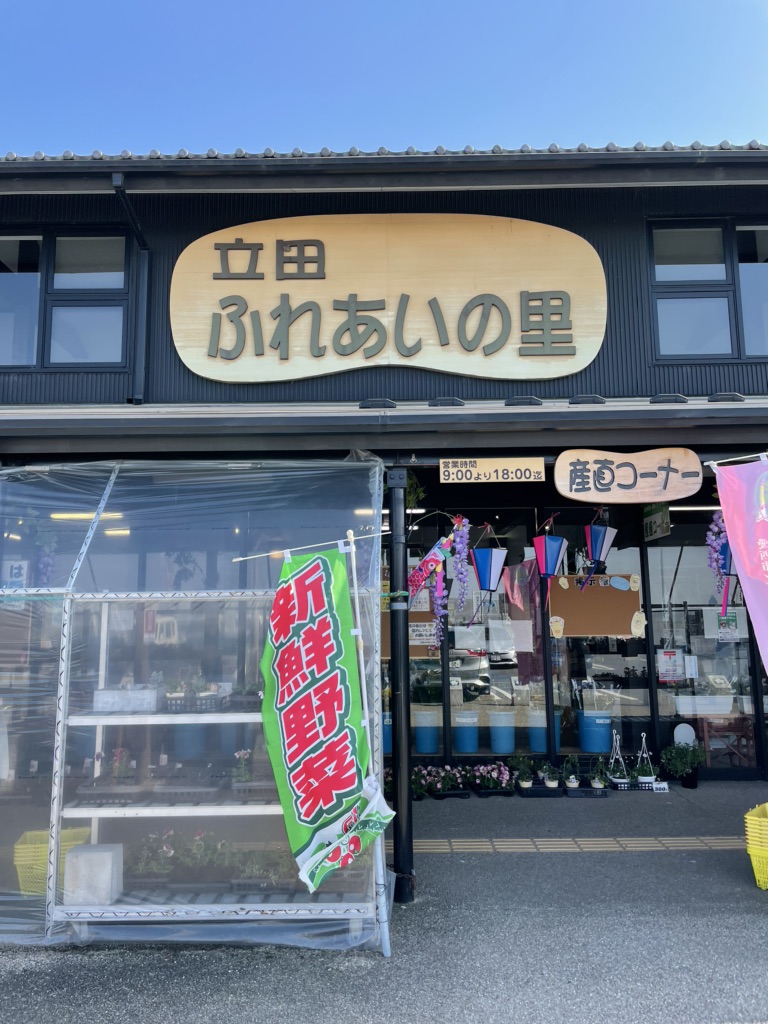 立田
ふれあいの里
営業時間
9:00より18:00迄
産直コーナー
新鮮野菜